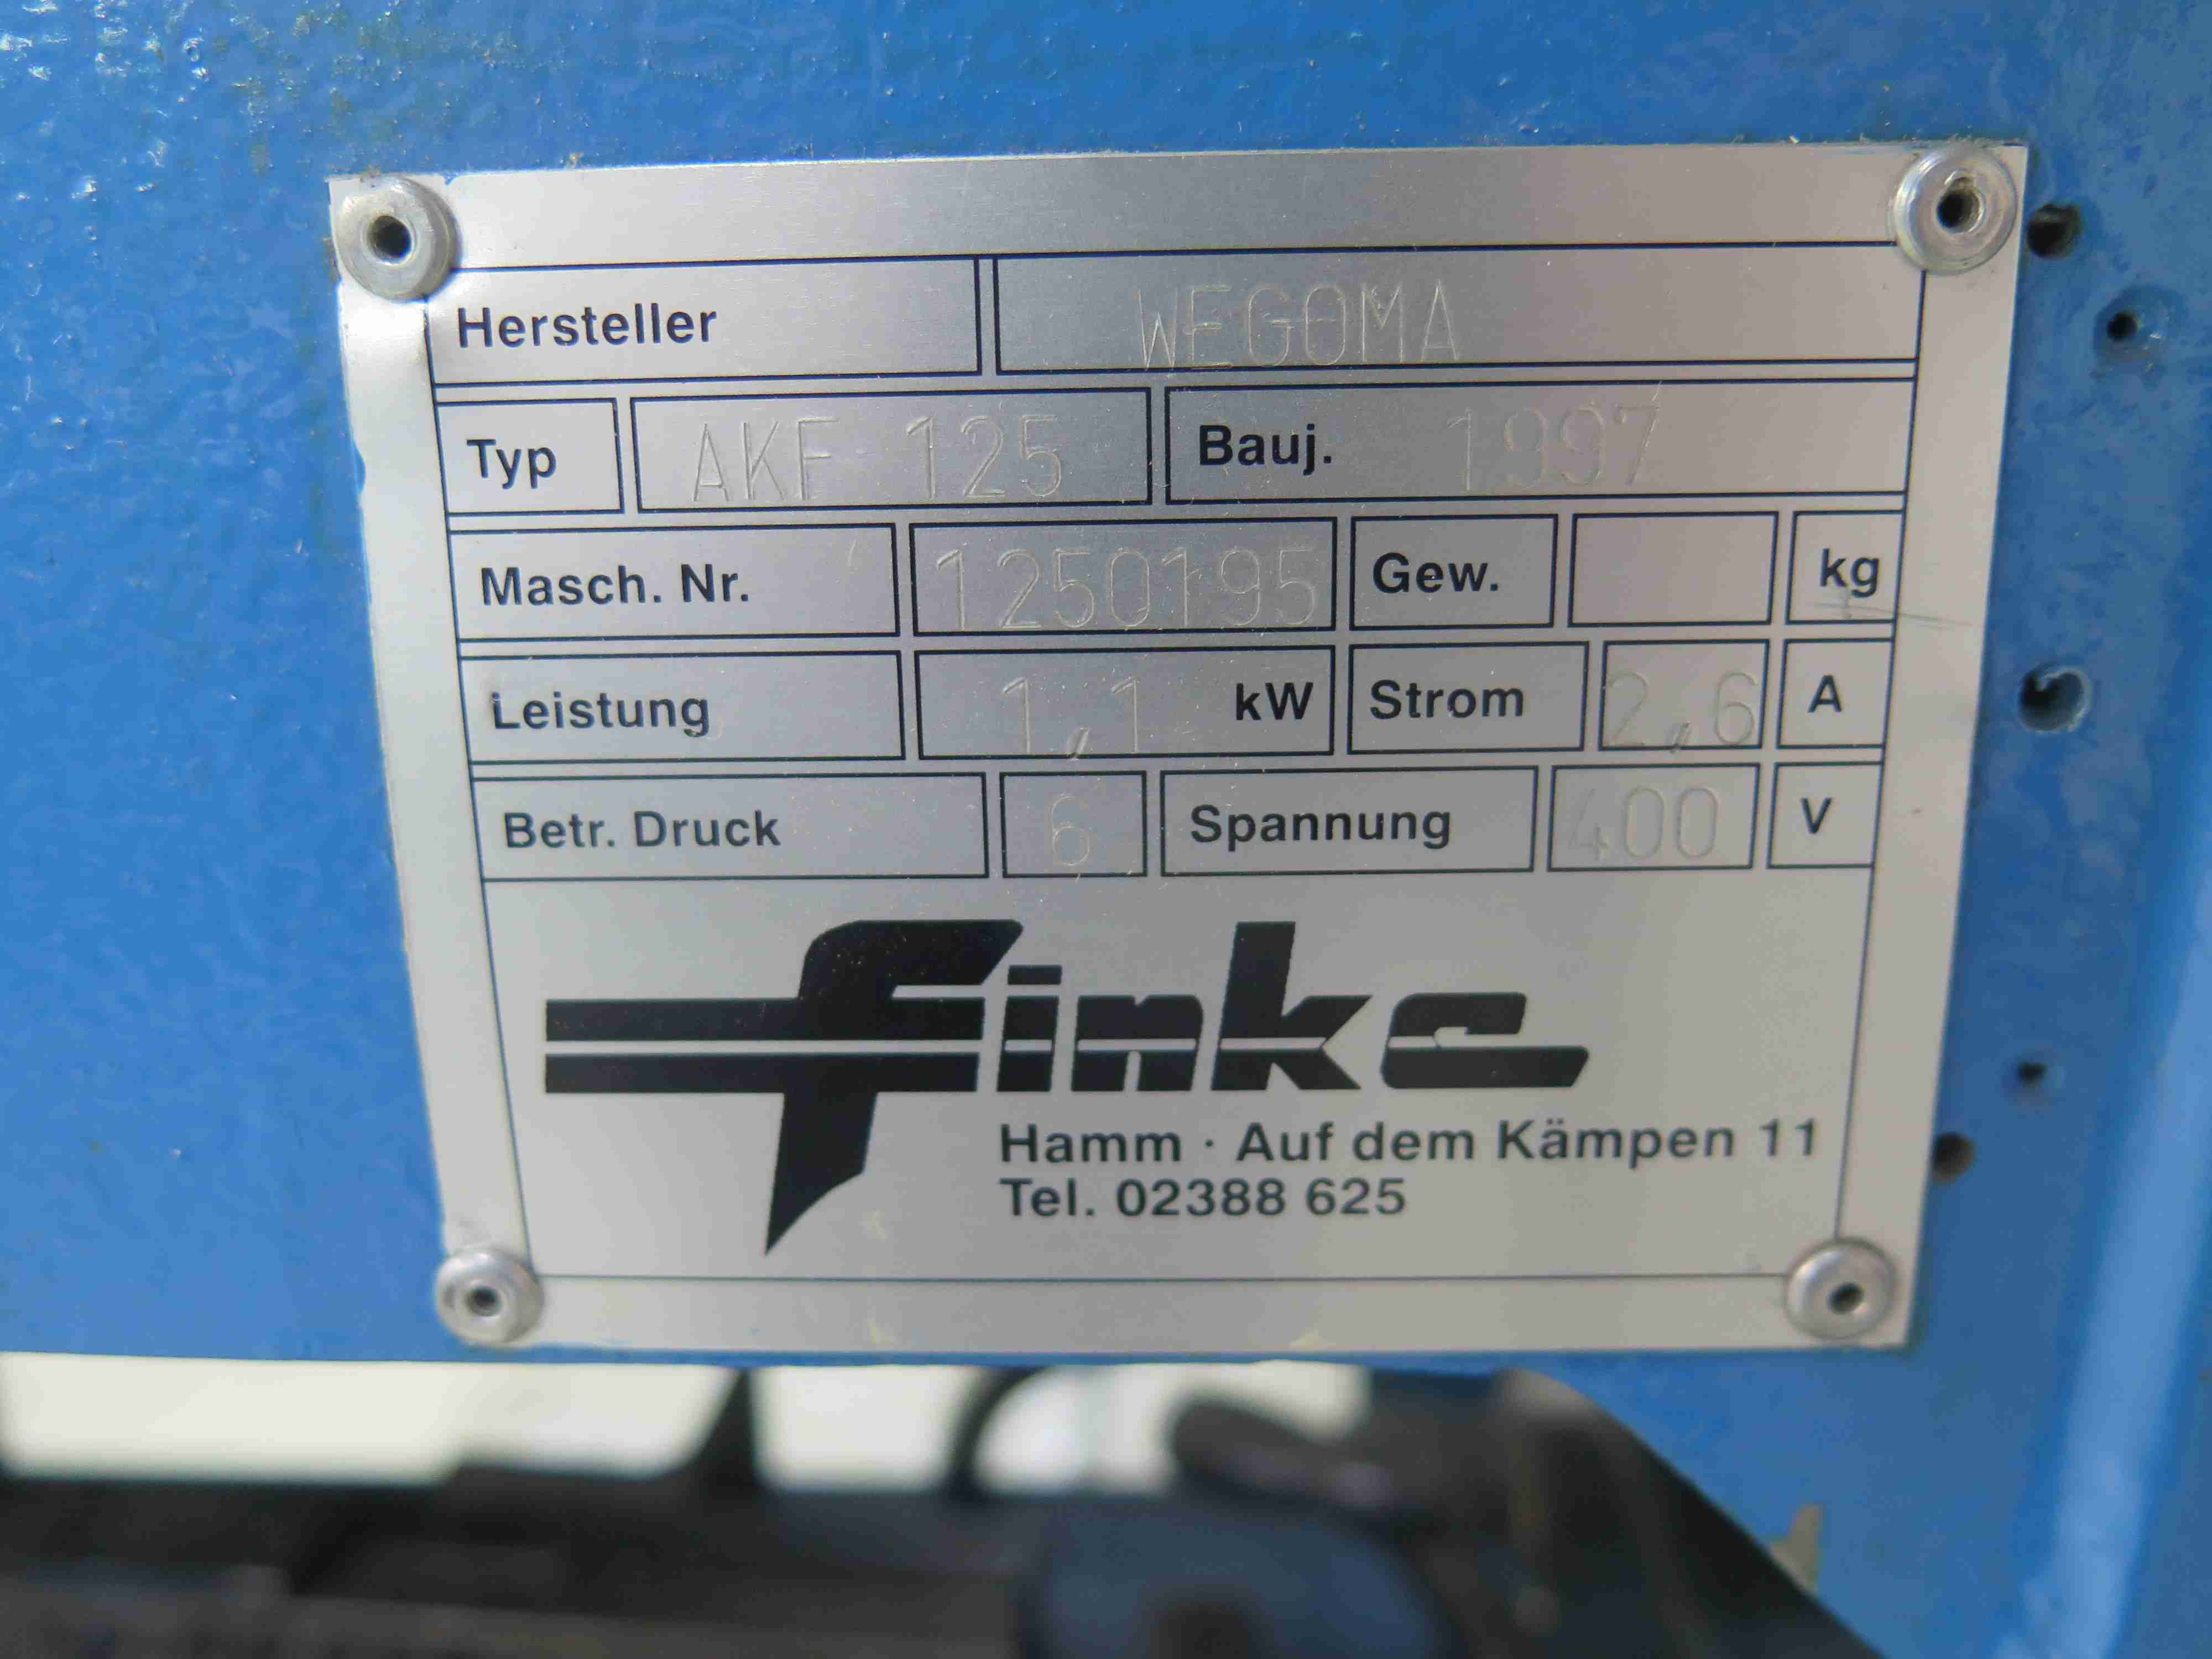 Hersteller WEGOMA
Typ AKF 125 Bauj. 1997
Masch. Nr. 1250195 Gew. kg
Leistung 1,1 kW Strom 2,6 A
Betr. Druck 6 Spannung 400 V
finke
Hamm · Auf dem Kämpen 11
Tel. 02388 625